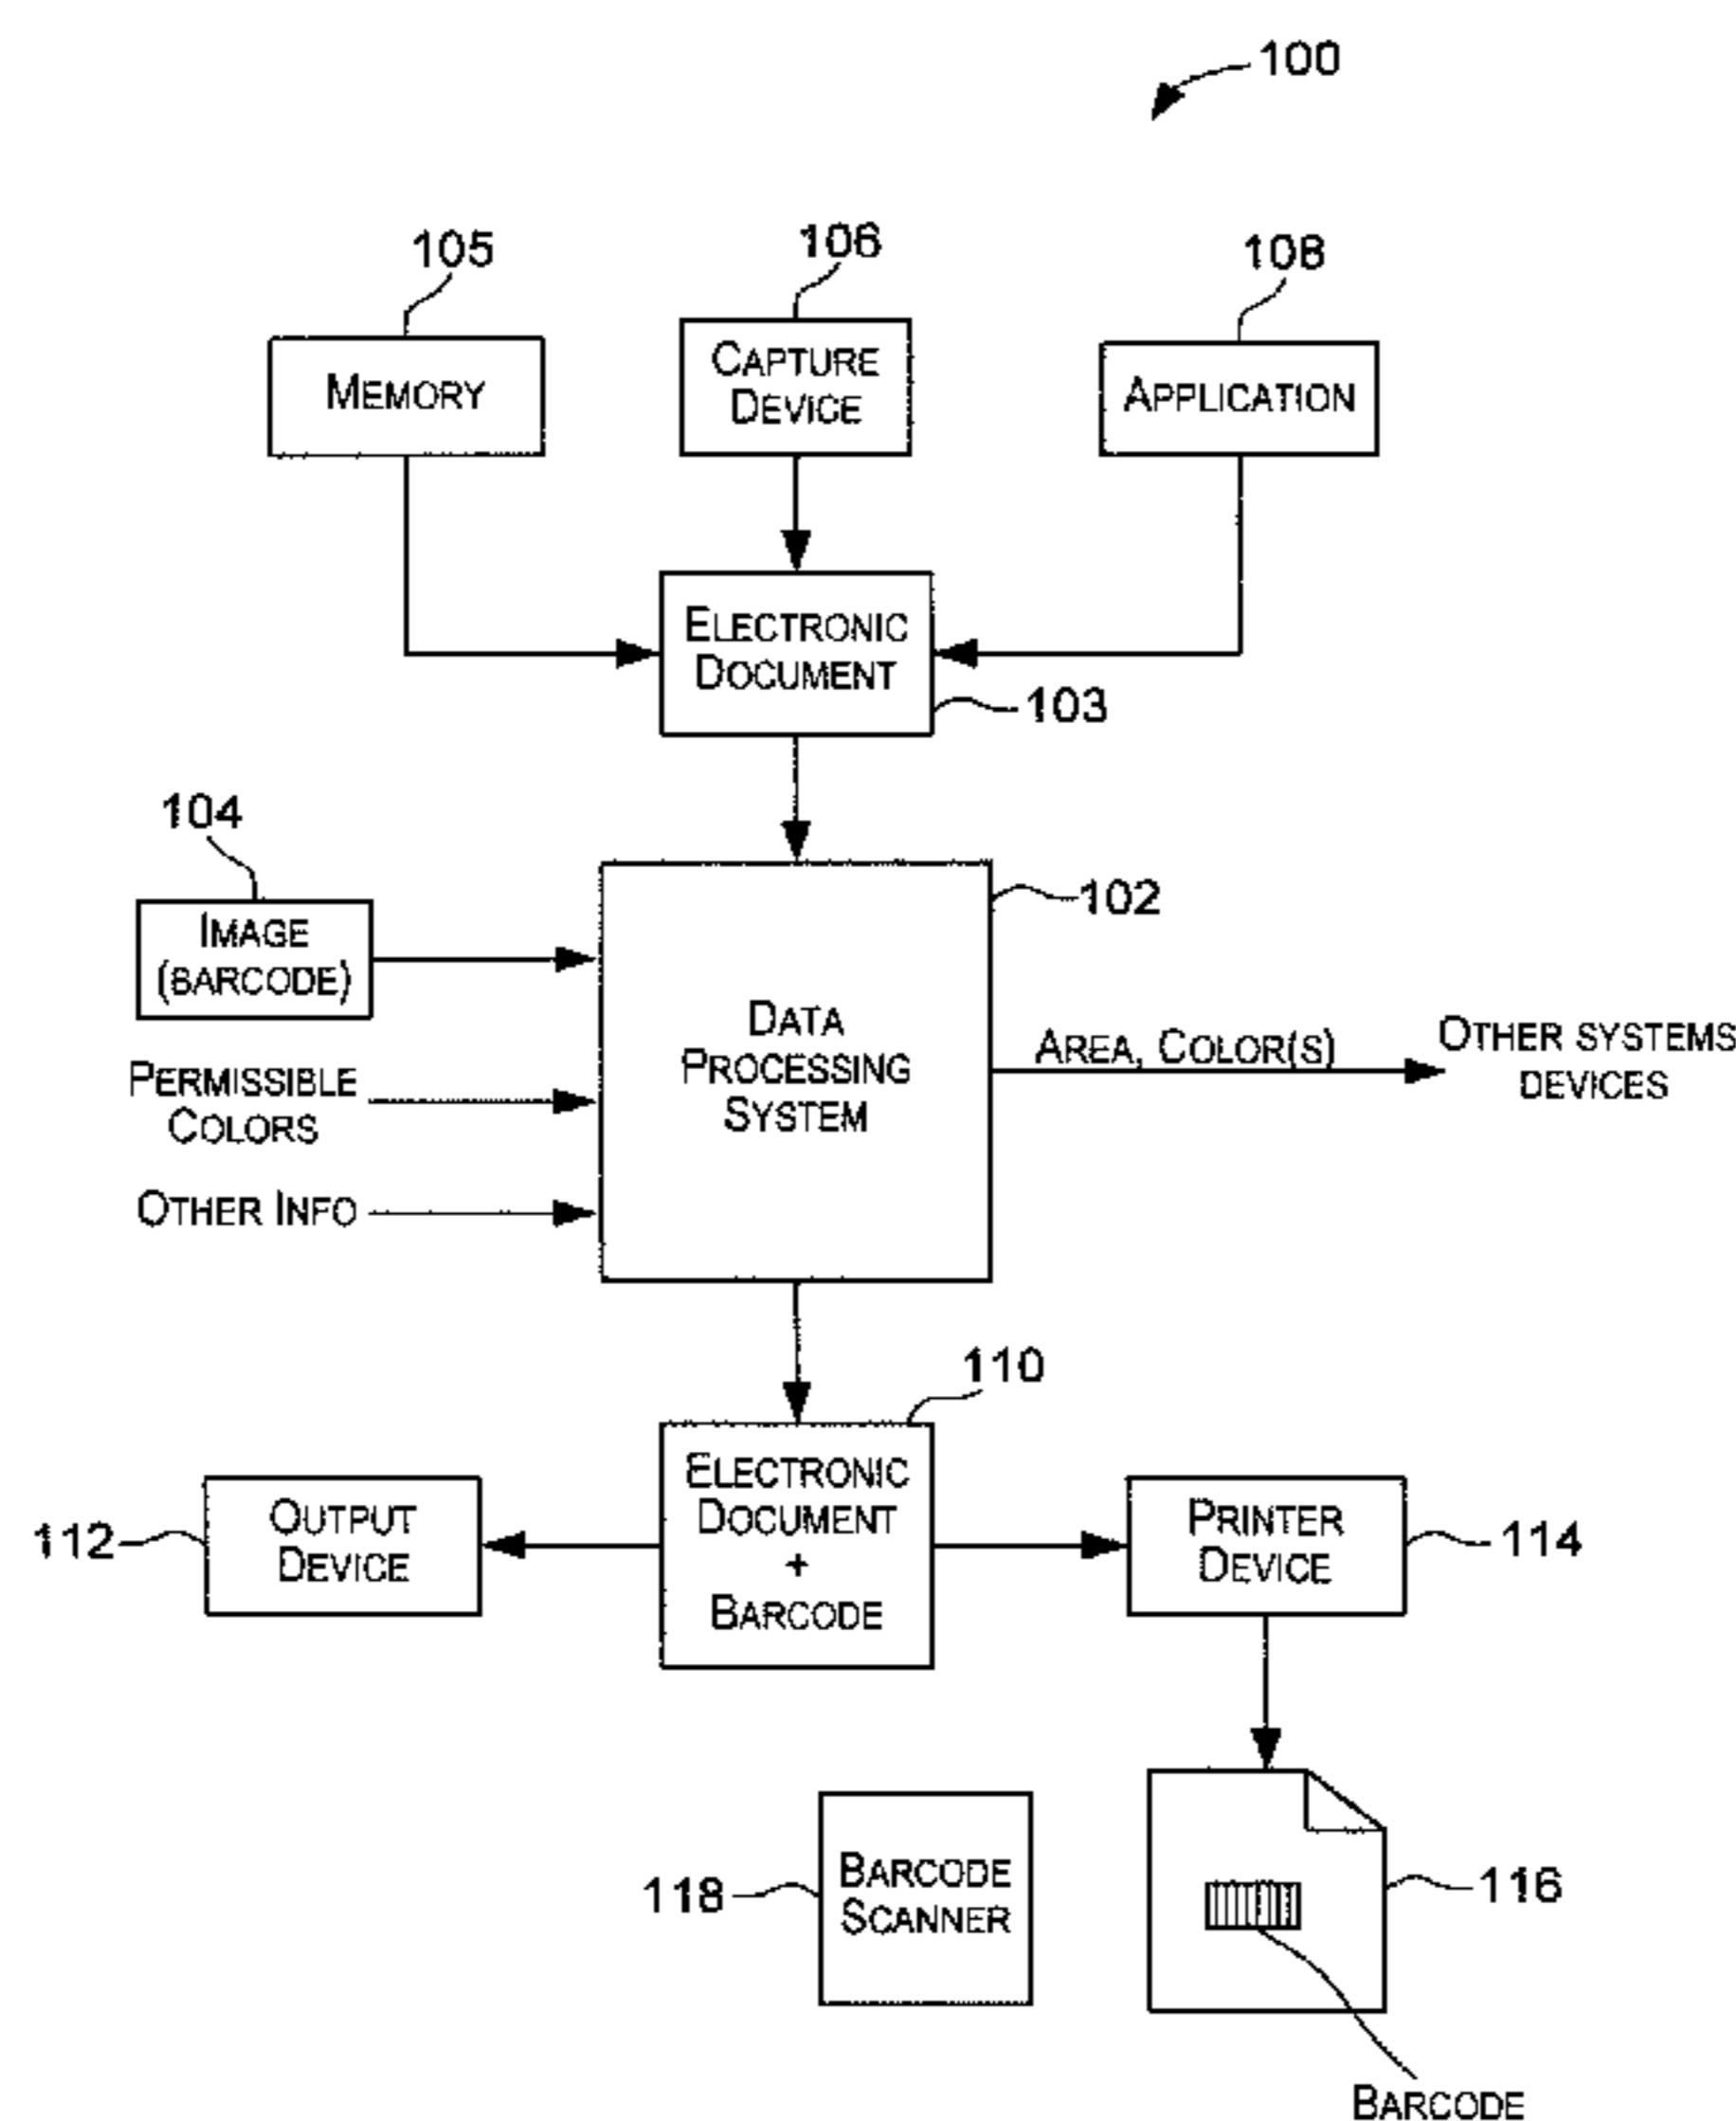 100
105
106
108
MEMORY
CAPTURE
DEVICE
APPLICATION
ELECTRONIC
DOCUMENT
103
104
102
IMAGE
(BARCODE)
PERMISSIBLE
COLORS
OTHER INFO
DATA
PROCESSING
SYSTEM
AREA, COLOR(S)
OTHER SYSTEMS
DEVICES
110
112
OUTPUT
DEVICE
ELECTRONIC
DOCUMENT
+
BARCODE
PRINTER
DEVICE
114
118
BARCODE
SCANNER
116
BARCODE